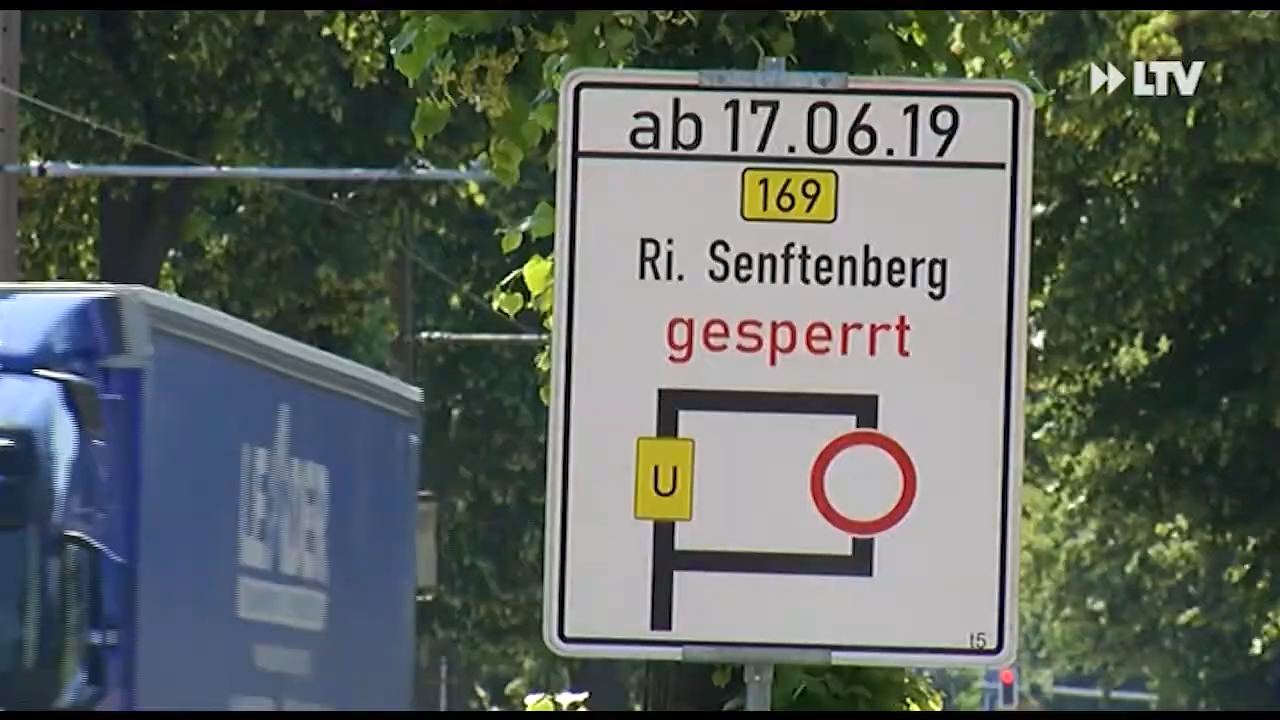 LTV
ab 17.06.19
169
Ri. Senftenberg
gesperrt
U
t5